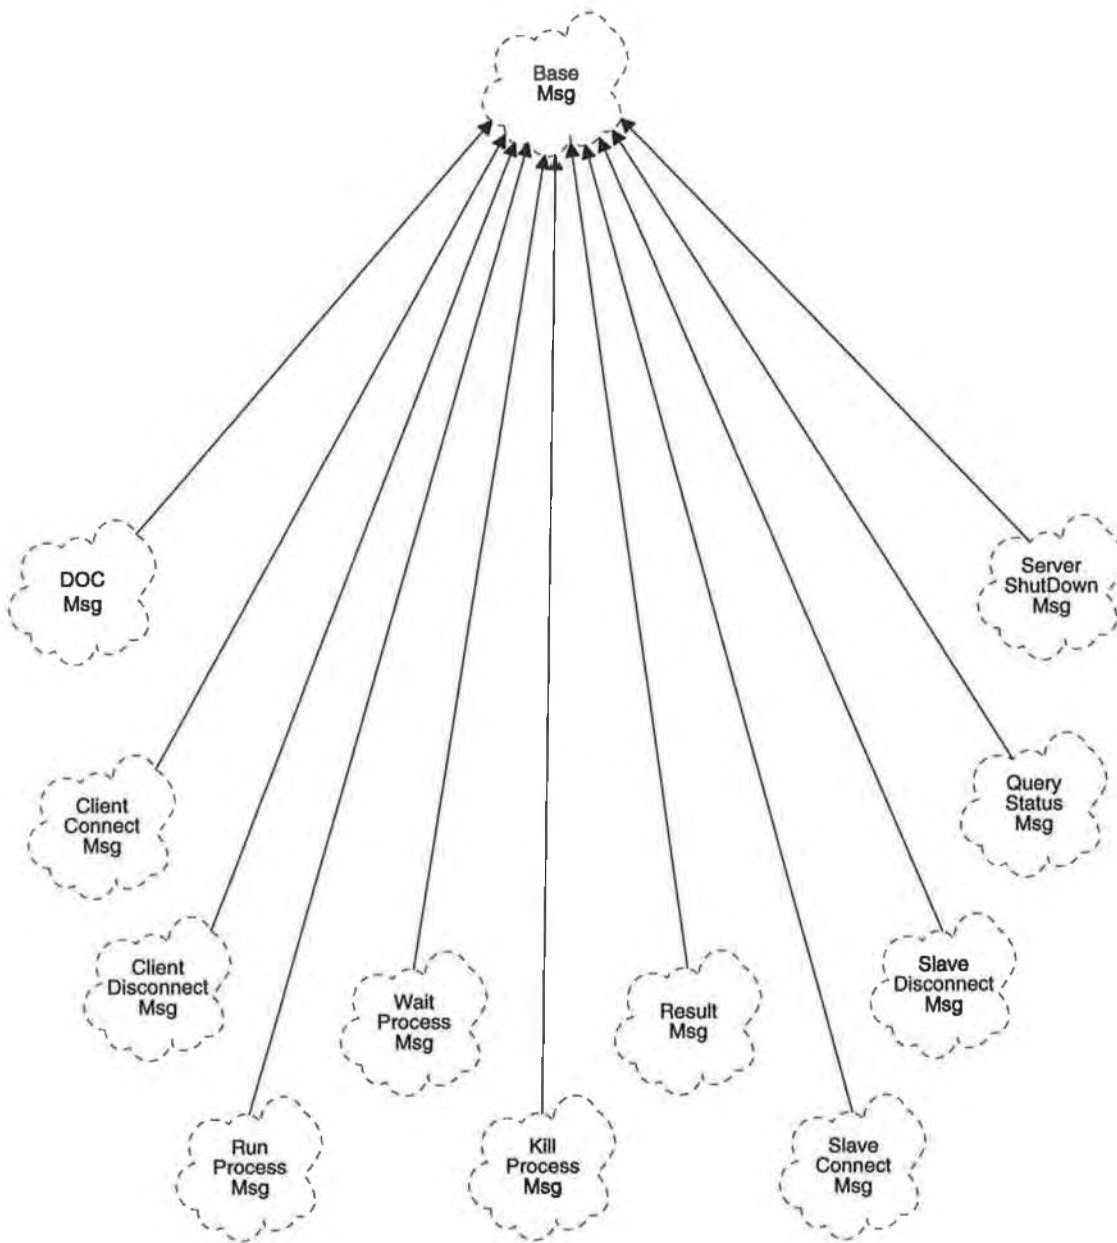 Base
Msg
DOC
Msg
Server
ShutDown
Msg
Client
Connect
Msg
Query
Status
Msg
Client
Disconnect
Msg
Wait
Process
Msg
Result
Msg
Slave
Disconnect
Msg
Run
Process
Msg
Kill
Process
Msg
Slave
Connect
Msg